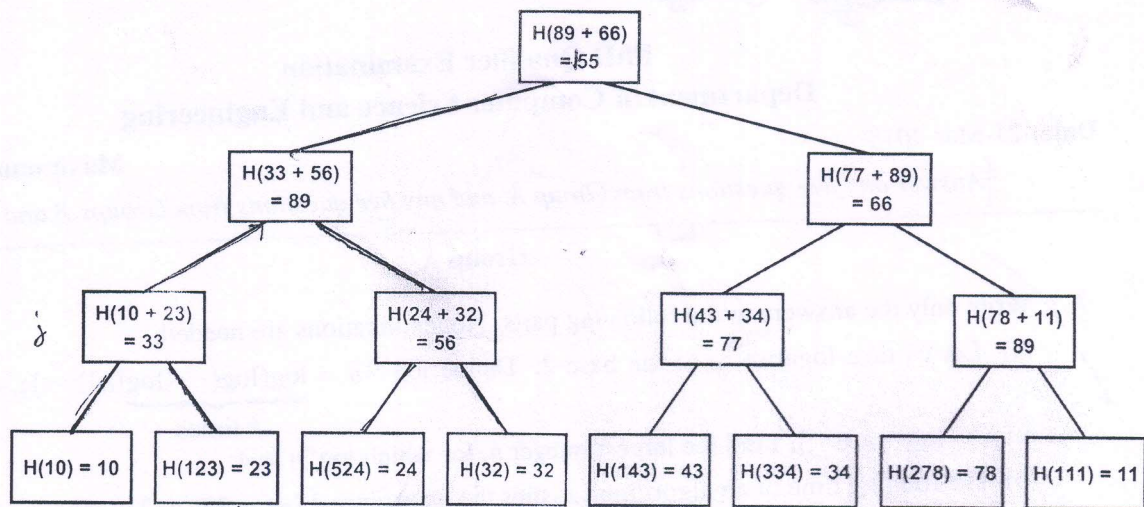 H(89 + 66)
= 55
H(33 + 56)
= 89
H(77 + 89)
= 66
H(10 + 23)
= 33
H(24 + 32)
= 56
H(43 + 34)
= 77
H(78 + 11)
= 89
H(10) = 10
H(123) = 23
H(524) = 24
H(32) = 32
H(143) = 43
H(334) = 34
H(278) = 78
H(111) = 11